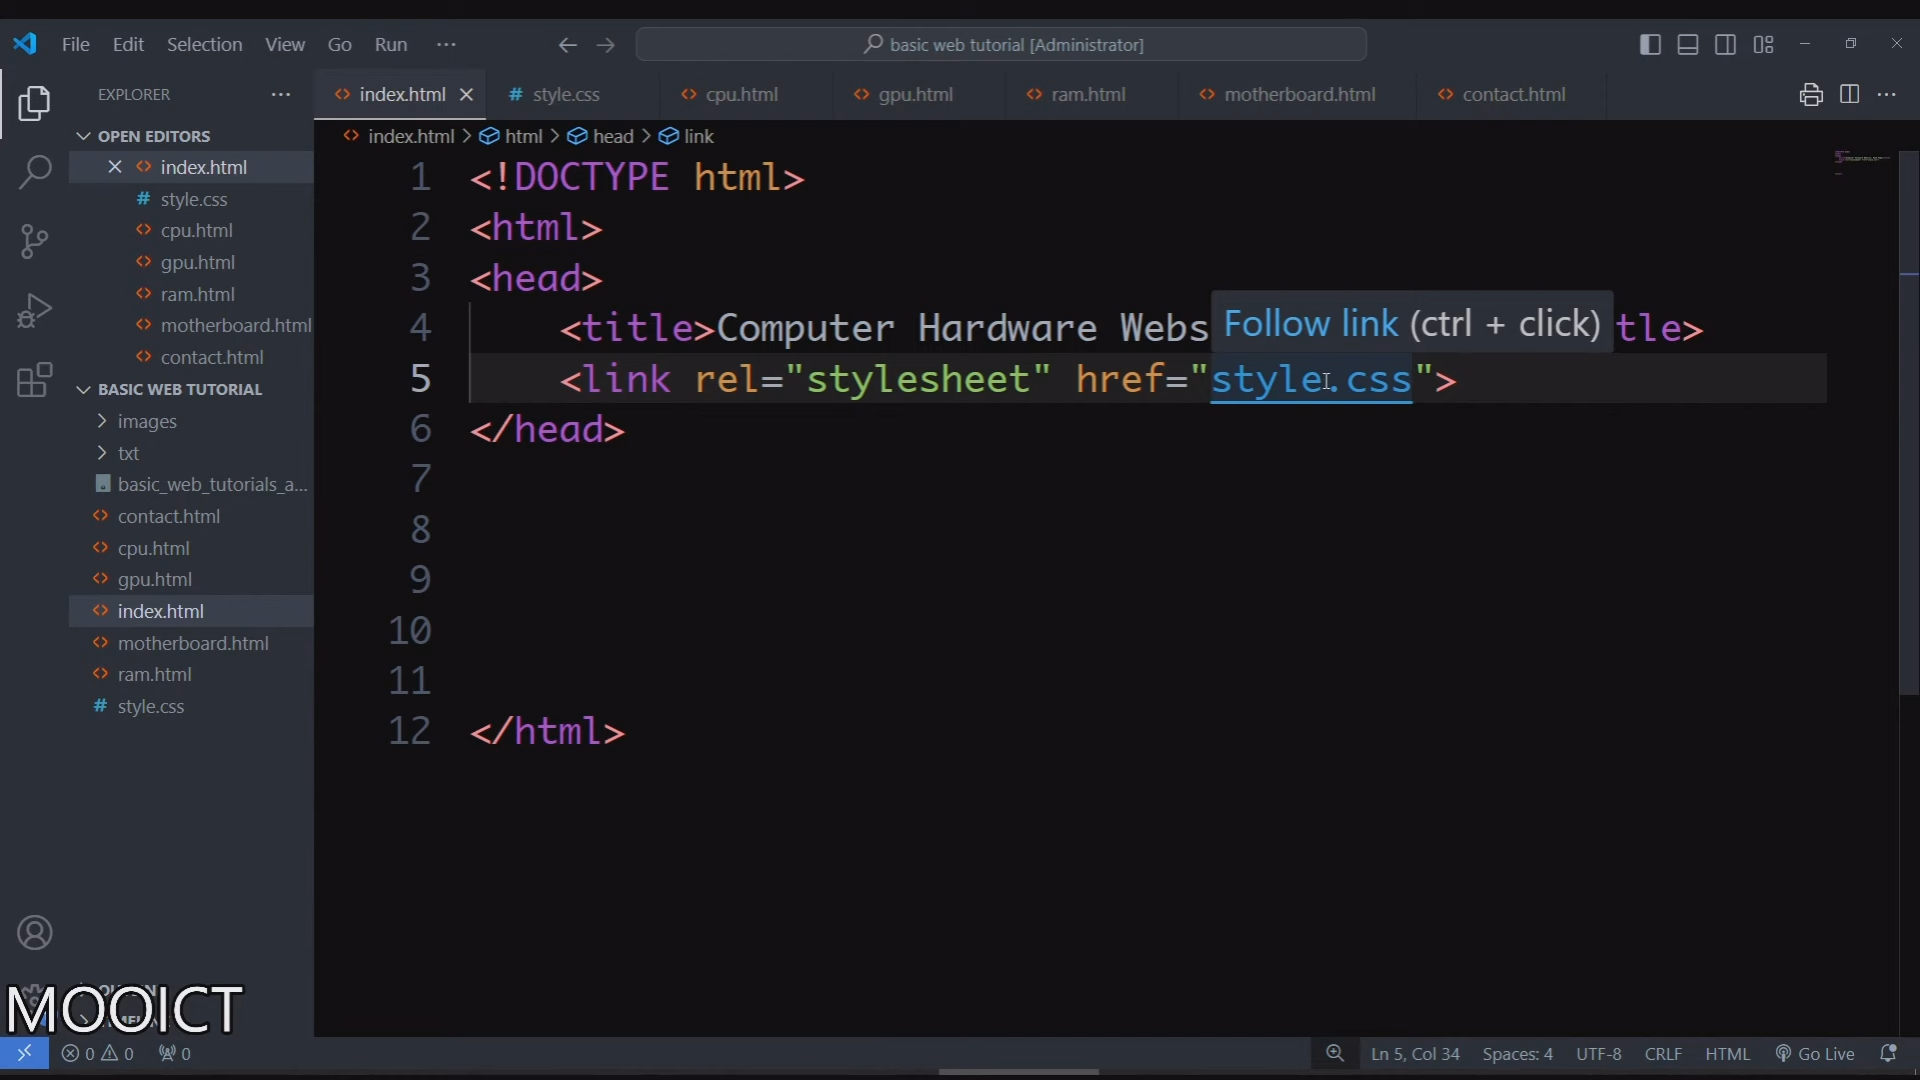 File Edit Selection View Go Run ···
basic web tutorial [Administrator]
EXPLORER ···
index.html style.css cpu.html gpu.html ram.html motherboard.html contact.html ···
OPEN EDITORS
index.html
style.css
cpu.html
gpu.html
ram.html
motherboard.html
contact.html
BASIC WEB TUTORIAL
images
txt
basic_web_tutorials_a...
contact.html
cpu.html
gpu.html
index.html
motherboard.html
ram.html
style.css
index.html > html > head > link
1 <!DOCTYPE html>
2 <html>
3 <head>
4 <title>Computer Hardware Webs tle>
Follow link (ctrl + click)
5 <link rel="stylesheet" href="style.css">
6 </head>
7
8
9
10
11
12 </html>
MOOICT
0 0 0
Ln 5, Col 34 Spaces: 4 UTF-8 CRLF HTML Go Live